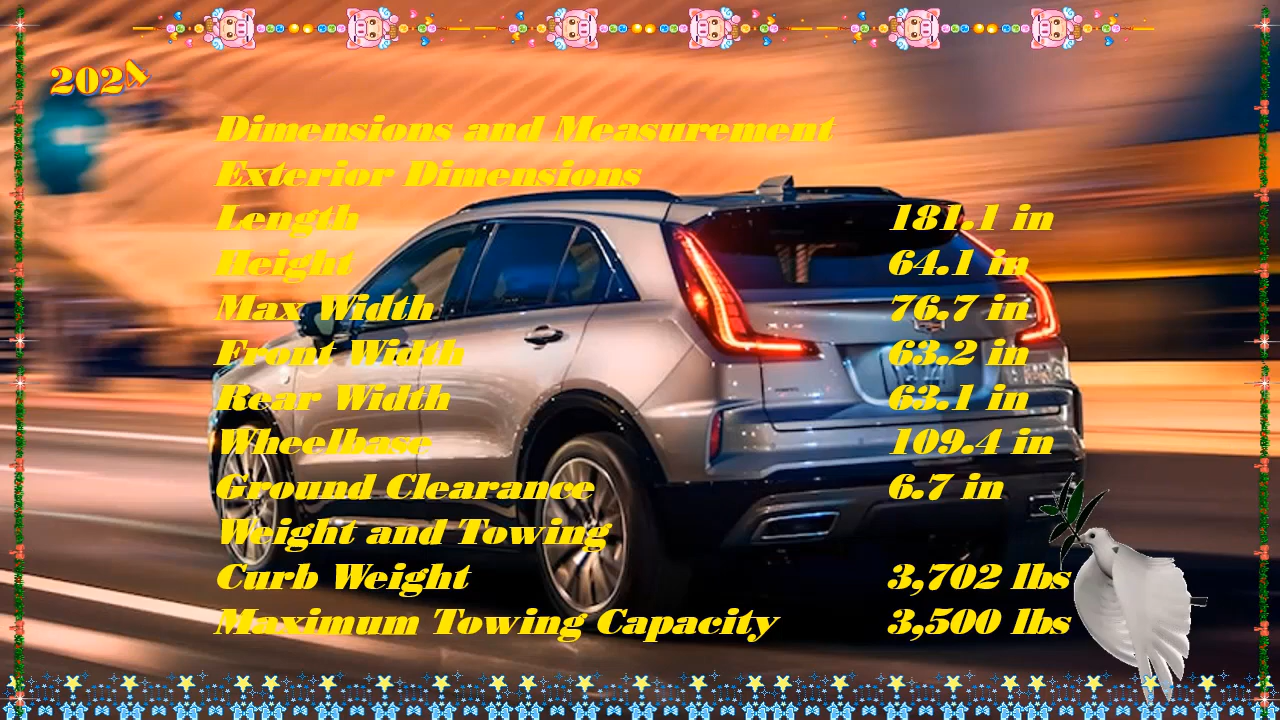 2024
Dimensions and Measurement
Exterior Dimensions
Length 181.1 in
Height 64.1 in
Max Width 76.7 in
Front Width 63.2 in
Rear Width 63.1 in
Wheelbase 109.4 in
Ground Clearance 6.7 in
Weight and Towing
Curb Weight 3,702 lbs
Maximum Towing Capacity 3,500 lbs